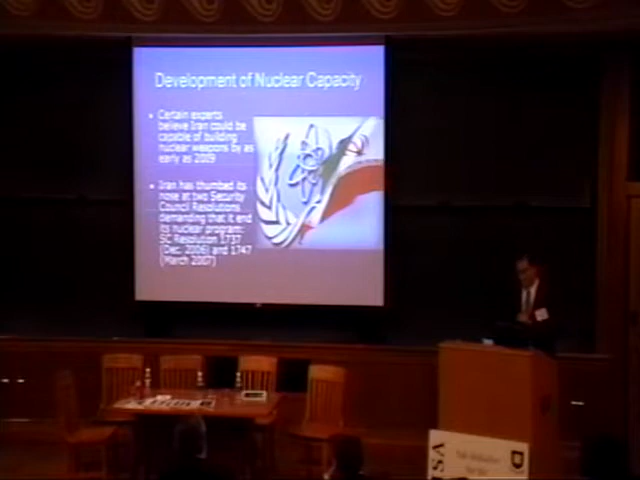 Development of Nuclear Capacity
• Certain experts
believe Iran could be
capable of building
nuclear weapons by as
early as 2009
• Iran has thumbed its
nose at two Security
Council Resolutions
demanding that it end
its nuclear program:
SC Resolution 1737
(Dec. 2006) and 1747
(March 2007)
SA
D